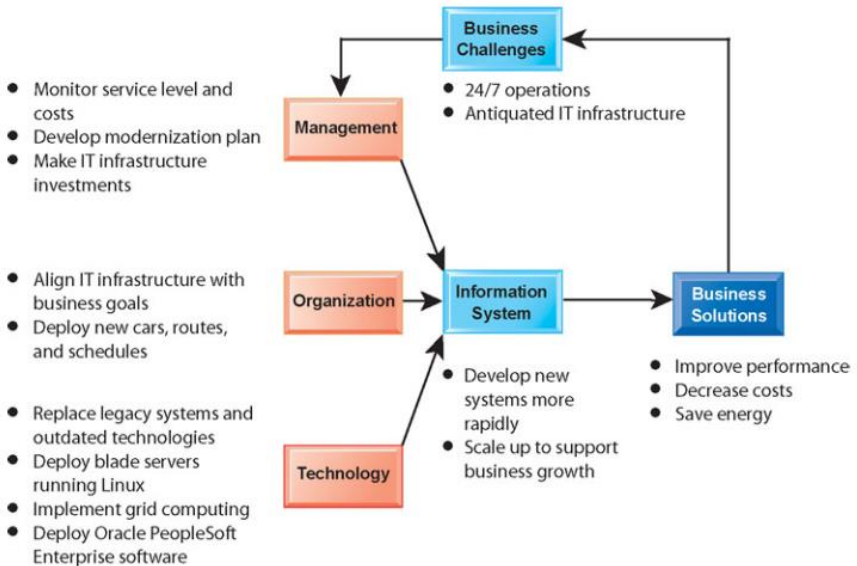 Business
Challenges
• 24/7 operations
• Antiquated IT infrastructure
• Monitor service level and
costs
• Develop modernization plan
• Make IT infrastructure
investments
Management
• Align IT infrastructure with
business goals
• Deploy new cars, routes,
and schedules
Organization
Information
System
• Develop new
systems more
rapidly
• Scale up to support
business growth
Business
Solutions
• Improve performance
• Decrease costs
• Save energy
• Replace legacy systems and
outdated technologies
• Deploy blade servers
running Linux
• Implement grid computing
• Deploy Oracle PeopleSoft
Enterprise software
Technology